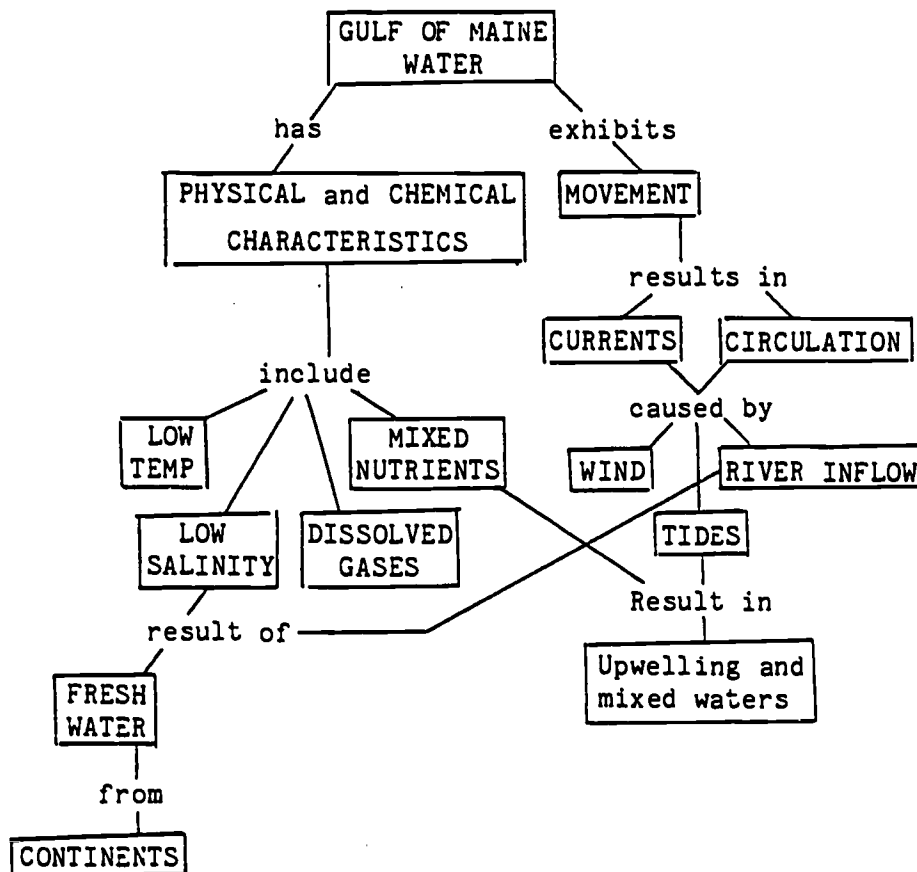 GULF OF MAINE
WATER
has
exhibits
PHYSICAL and CHEMICAL
CHARACTERISTICS
MOVEMENT
results in
CURRENTS
CIRCULATION
include
caused by
LOW
TEMP
MIXED
NUTRIENTS
WIND
RIVER INFLOW
LOW
SALINITY
DISSOLVED
GASES
TIDES
result of
Result in
FRESH
WATER
Upwelling and
mixed waters
from
CONTINENTS